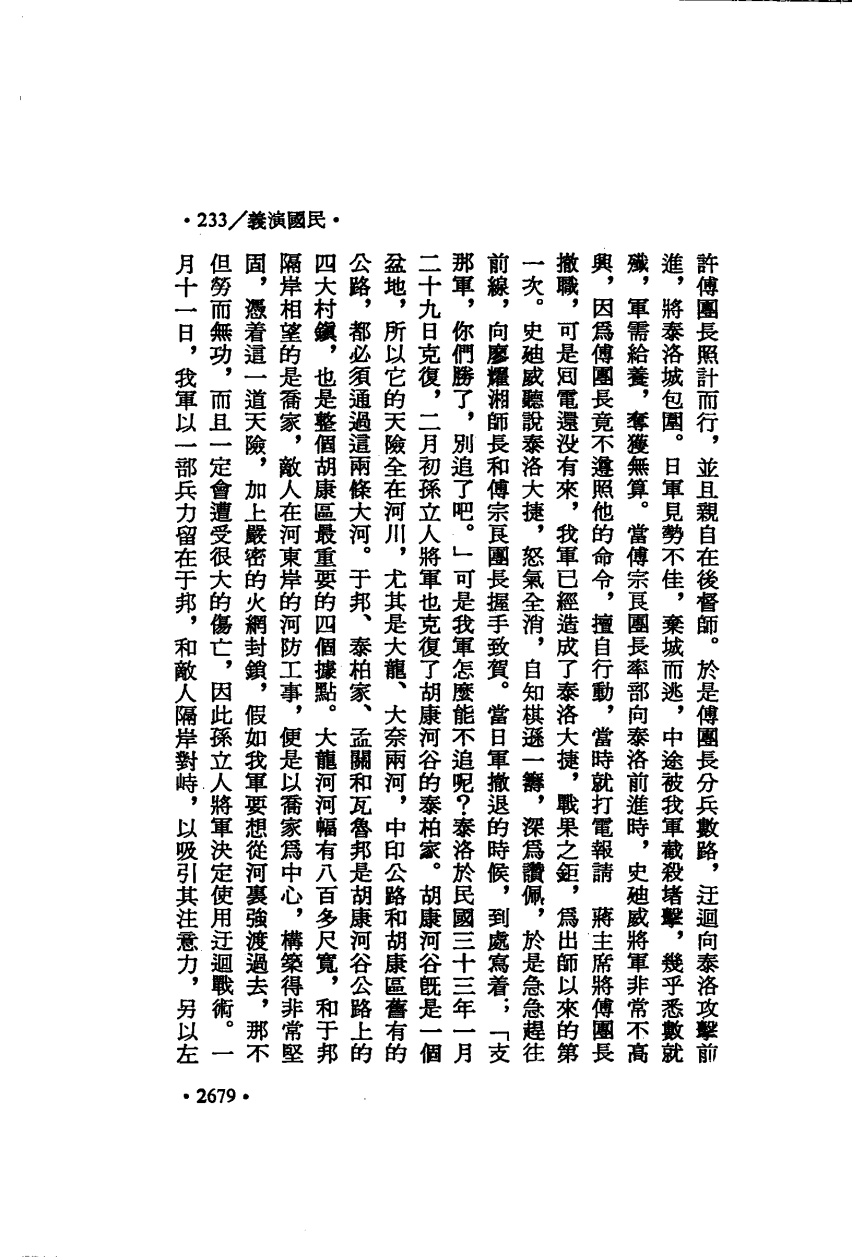 •233/義演國民•
許傅團長照計而行，並且親自在後督師。於是傅團長分兵數路，迂迴向泰洛攻擊前
進，將泰洛城包圍。日軍見勢不佳，棄城而逃，中途被我軍截殺堵擊，幾乎悉數就
殲，軍需給養，奪獲無算。當傅宗良團長率部向泰洛前進時，史廸威將軍非常不高
興，因爲傅團長竟不遵照他的命令，擅自行動，當時就打電報請　蔣主席將傅團長
撤職，可是囘電還没有來，我軍已經造成了泰洛大捷，戰果之鉅，爲出師以來的第
一次。史廸威聽說泰洛大捷，怒氣全消，自知棋遜一籌，深爲讚佩，於是急急趕往
前線，向廖耀湘師長和傅宗良團長握手致賀。當日軍撤退的時候，到處寫着；「支
那軍，你們勝了，別追了吧。」可是我軍怎麼能不追呢？泰洛於民國三十三年一月
二十九日克復，二月初孫立人將軍也克復了胡康河谷的泰柏家。胡康河谷旣是一個
盆地，所以它的天險全在河川，尤其是大龍、大奈兩河，中印公路和胡康區舊有的
公路，都必須通過這兩條大河。于邦、泰柏家、孟關和瓦魯邦是胡康河谷公路上的
四大村鎭，也是整個胡康區最重要的四個據點。大龍河河幅有八百多尺寬，和于邦
隔岸相望的是喬家，敵人在河東岸的河防工事，便是以喬家爲中心，構築得非常堅
固，憑着這一道天險，加上嚴密的火網封鎖，假如我軍要想從河裏強渡過去，那不
但勞而無功，而且一定會遭受很大的傷亡，因此孫立人將軍決定使用迂迴戰術。一
月十一日，我軍以一部兵力留在于邦，和敵人隔岸對峙，以吸引其注意力，另以左
•2679•